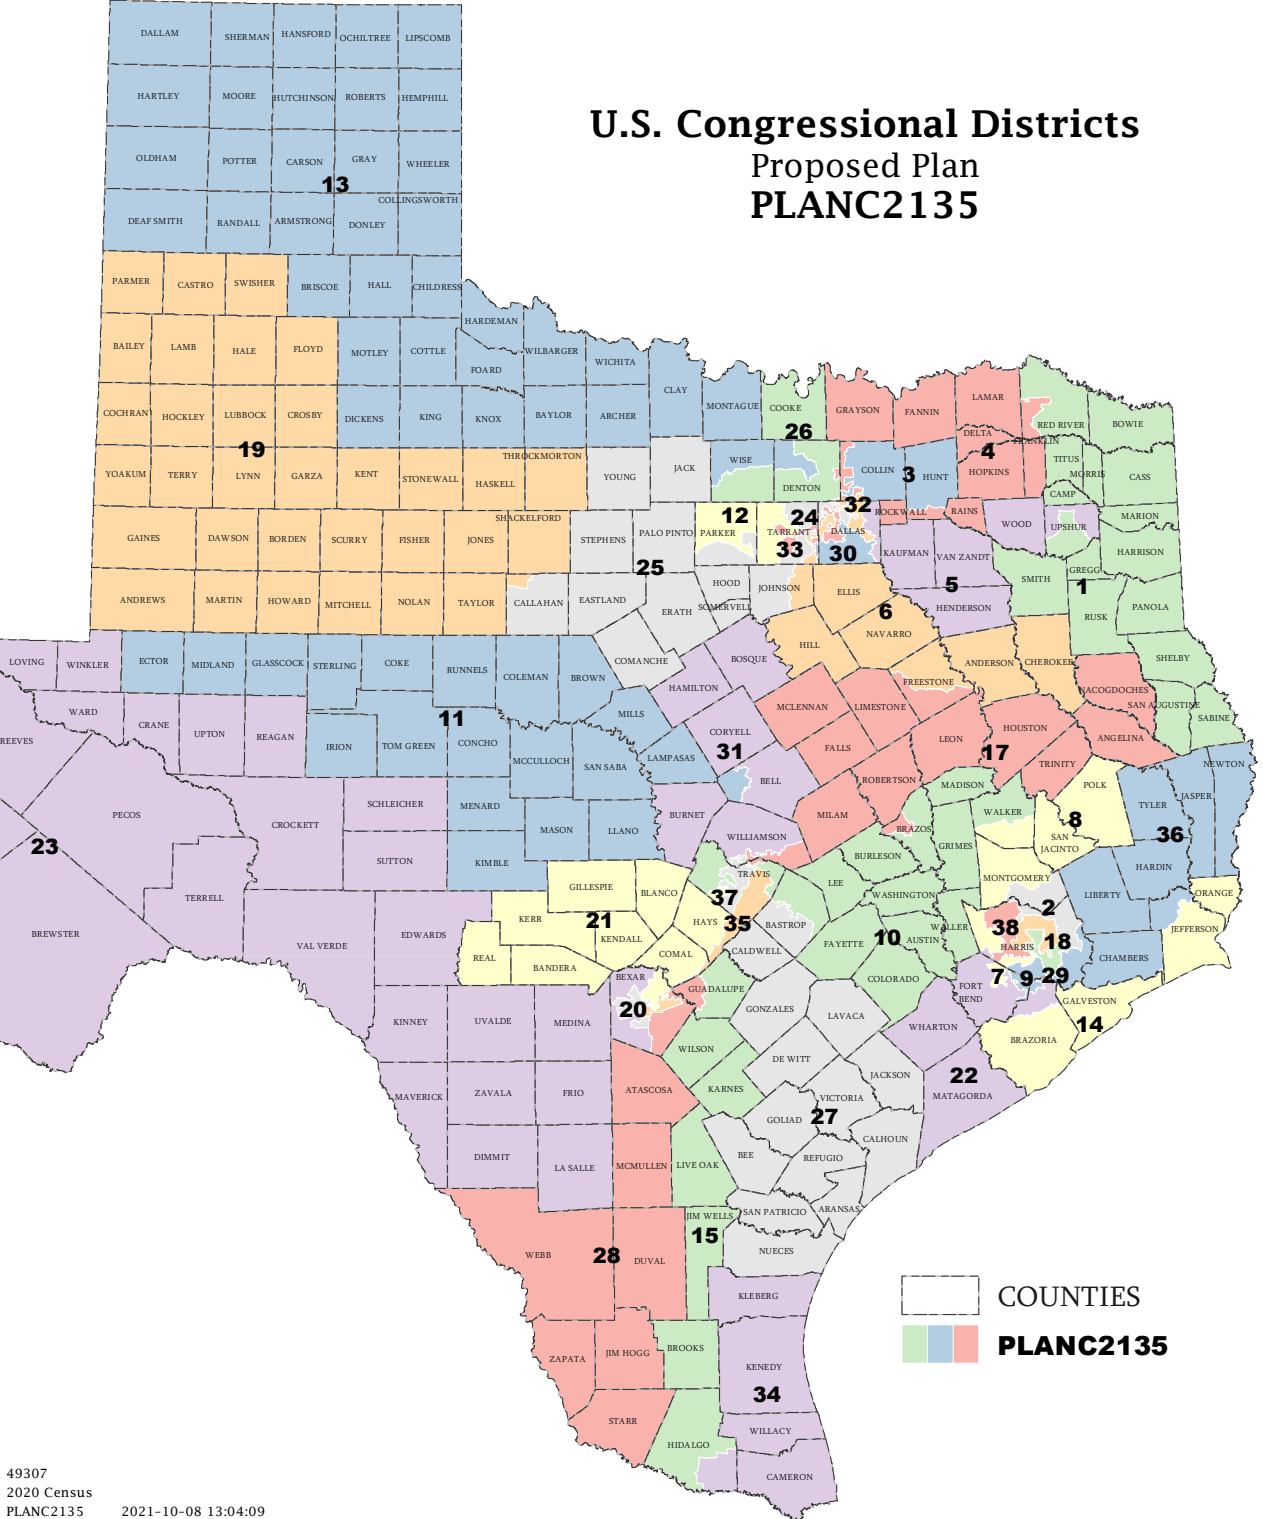 U.S. Congressional Districts
Proposed Plan
PLANC2135
DALLAM
SHERMAN
HANSFORD
OCHILTREE
LIPSCOMB
HARTLEY
MOORE
HUTCHINSON
ROBERTS
HEMPHILL
OLDHAM
POTTER
CARSON
GRAY
WHEELER
13
COLLINGSWORTH
DEAF SMITH
RANDALL
ARMSTRONG
DONLEY
PARMER
CASTRO
SWISHER
BRISCOE
HALL
CHILDRESS
HARDEMAN
BAILEY
LAMB
HALE
FLOYD
MOTLEY
COTTLE
FOARD
WILBARGER
WICHITA
CLAY
MONTAGUE
COOKE
GRAYSON
FANNIN
LAMAR
RED RIVER
BOWIE
COCHRAN
HOCKLEY
LUBBOCK
CROSBY
DICKENS
KING
KNOX
BAYLOR
ARCHER
26
DELTA
FRANKLIN
4
19
YOAKUM
TERRY
LYNN
GARZA
KENT
STONEWALL
HASKELL
THROCKMORTON
YOUNG
JACK
WISE
DENTON
COLLIN
3
HUNT
HOPKINS
TITUS
MORRIS
CASS
CAMP
GAINES
DAWSON
BORDEN
SCURRY
FISHER
JONES
SHACKELFORD
STEPHENS
PALO PINTO
PARKER
12
TARRANT
24
33
32
DALLAS
30
ROCKWALL
RAINS
WOOD
UPSHUR
MARION
HARRISON
KAUFMAN
VAN ZANDT
5
SMITH
GREGG
1
25
ANDREWS
MARTIN
HOWARD
MITCHELL
NOLAN
TAYLOR
CALLAHAN
EASTLAND
ERATH
HOOD
SOMERVELL
JOHNSON
ELLIS
6
NAVARRO
HENDERSON
RUSK
PANOLA
LOVING
WINKLER
ECTOR
MIDLAND
GLASSCOCK
STERLING
COKE
RUNNELS
COLEMAN
BROWN
COMANCHE
BOSQUE
HILL
FREESTONE
ANDERSON
CHEROKEE
SHELBY
NACOGDOCHES
SAN AUGUSTINE
SABINE
WARD
CRANE
UPTON
REAGAN
IRION
TOM GREEN
11
CONCHO
MCCULLOCH
SAN SABA
MILLS
HAMILTON
LAMPASAS
CORYELL
31
BELL
MCLENNAN
LIMESTONE
FALLS
LEON
HOUSTON
17
ANGELINA
TRINITY
REEVES
NEWTON
JASPER
TYLER
POLK
ROBERTSON
MADISON
WALKER
PECOS
SCHLEICHER
MENARD
MASON
LLANO
BURNET
WILLIAMSON
MILAM
BRAZOS
GRIMES
8
SAN
JACINTO
36
HARDIN
23
CROCKETT
SUTTON
KIMBLE
BURLESON
TERRELL
GILLESPIE
BLANCO
TRAVIS
LEE
WASHINGTON
MONTGOMERY
LIBERTY
ORANGE
JEFFERSON
BREWSTER
VAL VERDE
EDWARDS
KERR
21
KENDALL
HAYS
37
35
BASTROP
FAYETTE
10
AUSTIN
WALLER
2
38
HARRIS
18
CHAMBERS
REAL
BANDERA
COMAL
CALDWELL
BEXAR
GUADALUPE
COLORADO
7
9
29
FORT
BEND
GALVESTON
14
KINNEY
UVALDE
MEDINA
20
GONZALES
LAVACA
WHARTON
BRAZORIA
WILSON
DE WITT
JACKSON
22
MATAGORDA
MAVERICK
ZAVALA
FRIO
ATASCOSA
KARNES
VICTORIA
27
GOLIAD
CALHOUN
DIMMIT
LA SALLE
MCMULLEN
LIVE OAK
BEE
REFUGIO
ARANSAS
SAN PATRICIO
JIM WELLS
15
NUECES
WEBB
28
DUVAL
KLEBERG
ZAPATA
JIM HOGG
BROOKS
KENEDY
34
STARR
HIDALGO
WILLACY
CAMERON
COUNTIES
PLANC2135
49307
2020 Census
PLANC2135 2021-10-08 13:04:09